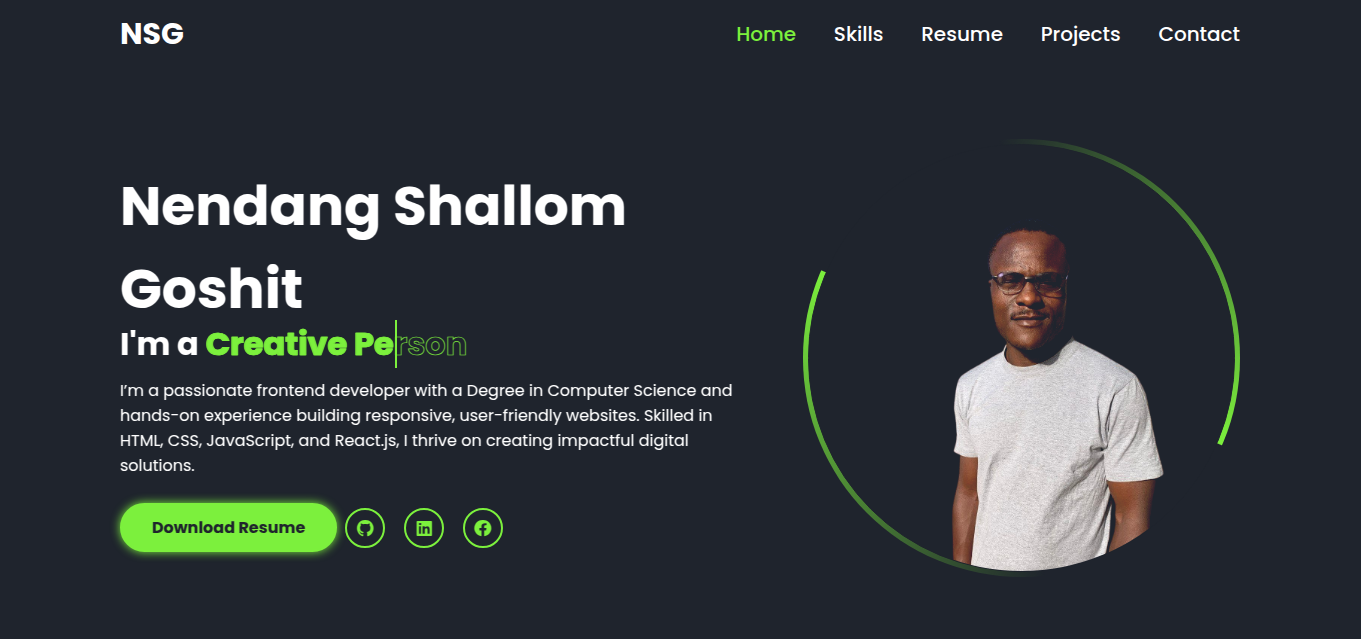 NSG
Home Skills Resume Projects Contact
Nendang Shallom
Goshit
I'm a Creative Person
I’m a passionate frontend developer with a Degree in Computer Science and
hands-on experience building responsive, user-friendly websites. Skilled in
HTML, CSS, JavaScript, and React.js, I thrive on creating impactful digital
solutions.
Download Resume